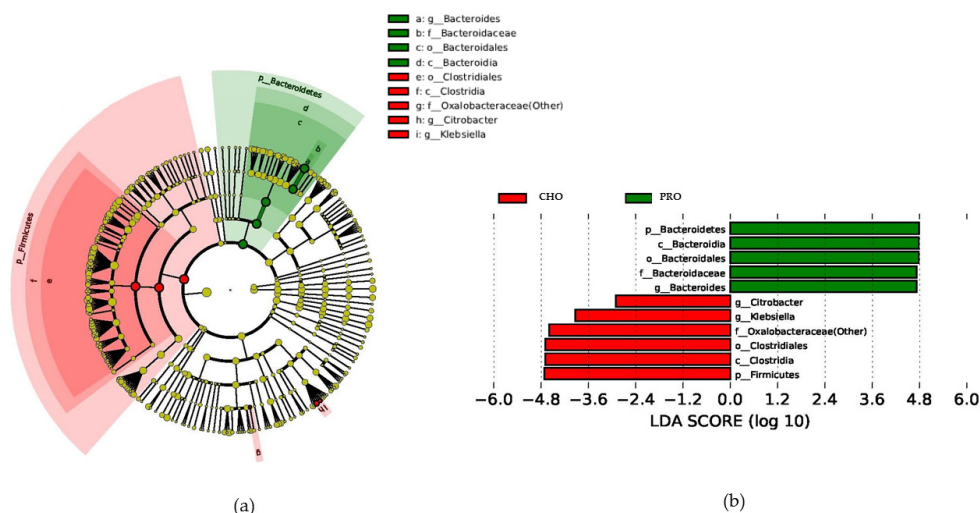 a: g__Bacteroides
b: f__Bacteroidaceae
c: o__Bacteroidales
d: c__Bacteroidia
e: o__Clostridiales
f: c__Clostridia
g: f__Oxalobacteraceae(Other)
h: g__Citrobacter
i: g__Klebsiella
p__Bacteroidetes
d
c
b
a
p__Firmicutes
f
e
h
i
g
(a)
CHO
PRO
p__Bacteroidetes
c__Bacteroidia
o__Bacteroidales
f__Bacteroidaceae
g__Bacteroides
g__Citrobacter
g__Klebsiella
f__Oxalobacteraceae(Other)
o__Clostridiales
c__Clostridia
p__Firmicutes
−6.0 −4.8 −3.6 −2.4 −1.2 0.0 1.2 2.4 3.6 4.8 6.0
LDA SCORE (log 10)
(b)